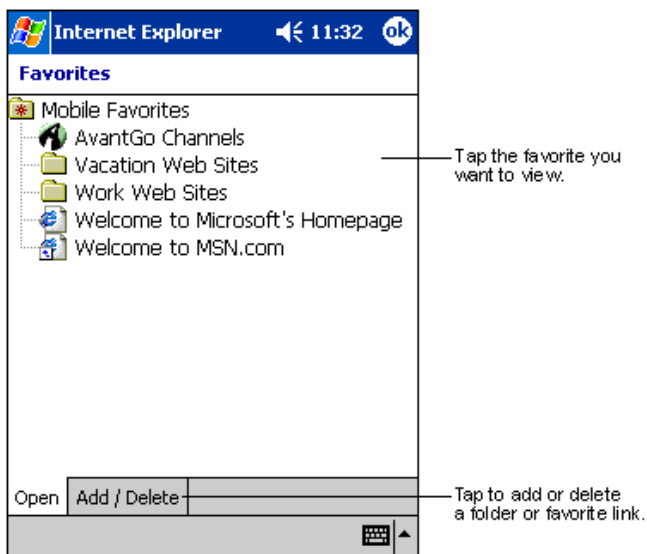 Internet Explorer 11:32 ok
Favorites
Mobile Favorites
AvantGo Channels
Vacation Web Sites
Work Web Sites
Welcome to Microsoft's Homepage
Welcome to MSN.com
Tap the favorite you
want to view.
Open Add / Delete
Tap to add or delete
a folder or favorite link.